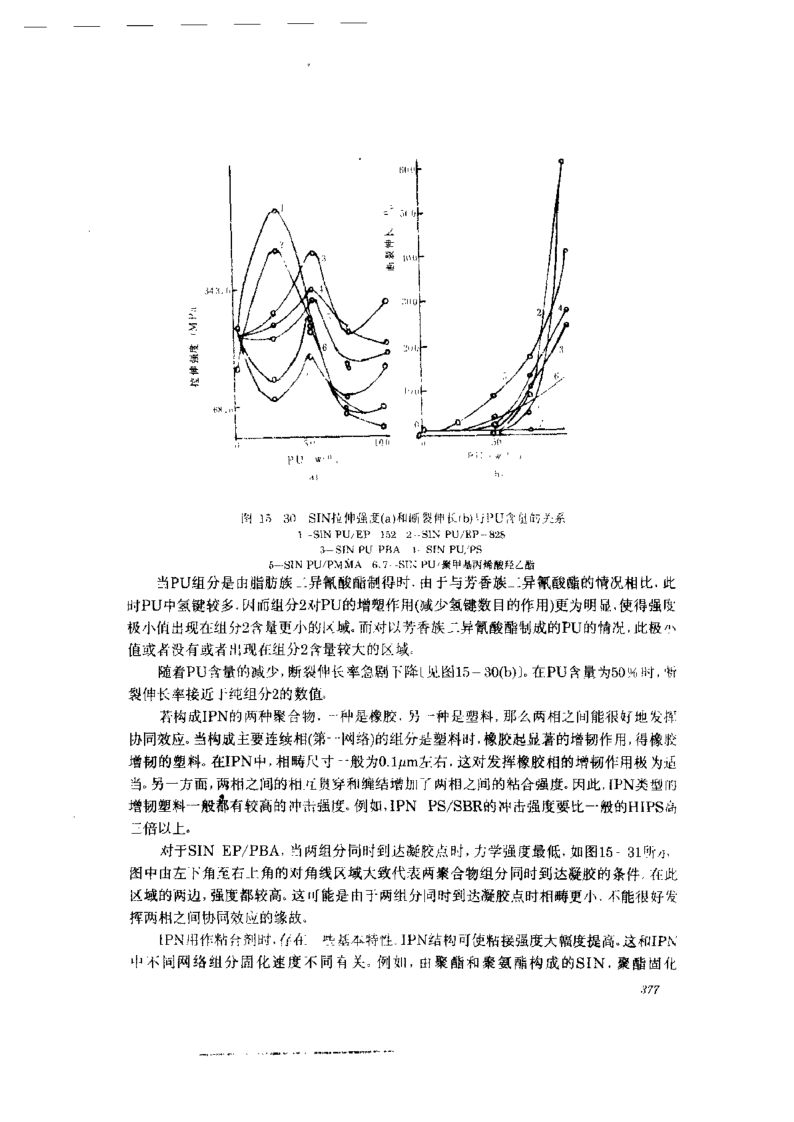 600
断裂伸长
300
343.0
拉伸强度（MPa
68.
1
2
3
4
6
2
4
3
6
0
50
100
50
PU w
a)
图 15-30 SIN拉伸强度(a)和断裂伸长(b)与PU含量的关系
1-SIN PU/EP 152 2-SIN PU/EP-828
3-SIN PU PBA 4-SIN PU/PS
5-SIN PU/PMMA 6,7-SIN PU/聚甲基丙烯酸羟乙酯
当PU组分是由脂肪族二异氰酸酯制得时,由于与芳香族二异氰酸酯的情况相比,此
时PU中氢键较多,因而组分2对PU的增塑作用(减少氢键数目的作用)更为明显,使得强度
极小值出现在组分2含量更小的区域。而对以芳香族二异氰酸酯制成的PU的情况,此极小
值或者没有或者出现在组分2含量较大的区域。
随着PU含量的减少,断裂伸长率急剧下降[见图15-30(b)]。在PU含量为50%时,断
裂伸长率接近于纯组分2的数值。
若构成IPN的两种聚合物,一种是橡胶,另一种是塑料,那么两相之间能很好地发挥
协同效应。当构成主要连续相(第一网络)的组分是塑料时,橡胶起显著的增韧作用,得橡胶
增韧的塑料。在IPN中,相畴尺寸一般为0.1μm左右,这对发挥橡胶相的增韧作用极为适
当。另一方面,两相之间的相互贯穿和缠结增加了两相之间的粘合强度。因此,IPN类型的
增韧塑料一般都有较高的冲击强度。例如,IPN PS/SBR的冲击强度要比一般的HIPS高
三倍以上。
对于SIN EP/PBA,当两组分同时到达凝胶点时,力学强度最低,如图15-31所示,
图中由左下角至右上角的对角线区域大致代表两聚合物组分同时到达凝胶的条件,在此
区域的两边,强度都较高。这可能是由于两组分同时到达凝胶点时相畴更小,不能很好发
挥两相之间协同效应的缘故。
IPN用作粘合剂时,存在一些基本特性,IPN结构可使粘接强度大幅度提高。这和IPN
中不同网络组分固化速度不同有关。例如,由聚酯和聚氨酯构成的SIN,聚酯固化
377